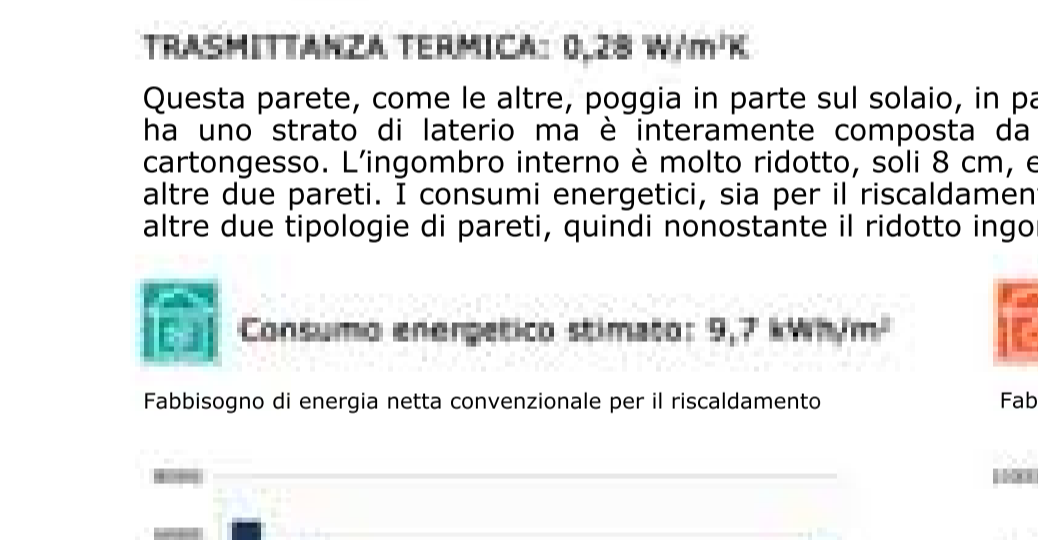 TRASMITTANZA TERMICA: 0,28 W/m²K
Questa parete, come le altre, poggia in parte sul solaio, in pa
ha uno strato di laterio ma è interamente composta da
cartongesso. L’ingombro interno è molto ridotto, soli 8 cm, e
altre due pareti. I consumi energetici, sia per il riscaldamen
altre due tipologie di pareti, quindi nonostante il ridotto ingo
Consumo energetico stimato: 9,7 kWh/m²
Fabbisogno di energia netta convenzionale per il riscaldamento
Fab